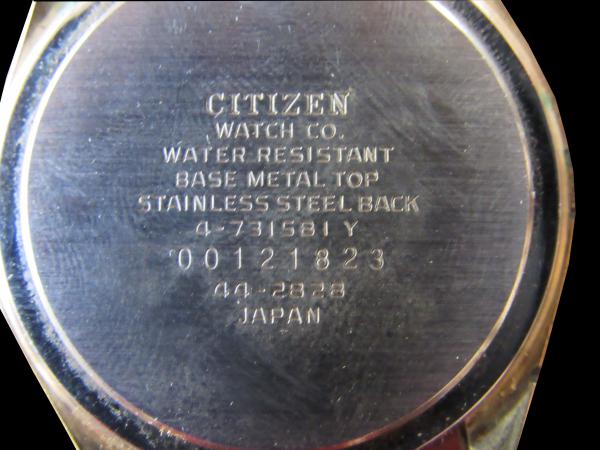 CITIZEN
WATCH CO.
WATER RESISTANT
BASE METAL TOP
STAINLESS STEEL BACK
4-731581 Y
00121823
44-2828
JAPAN